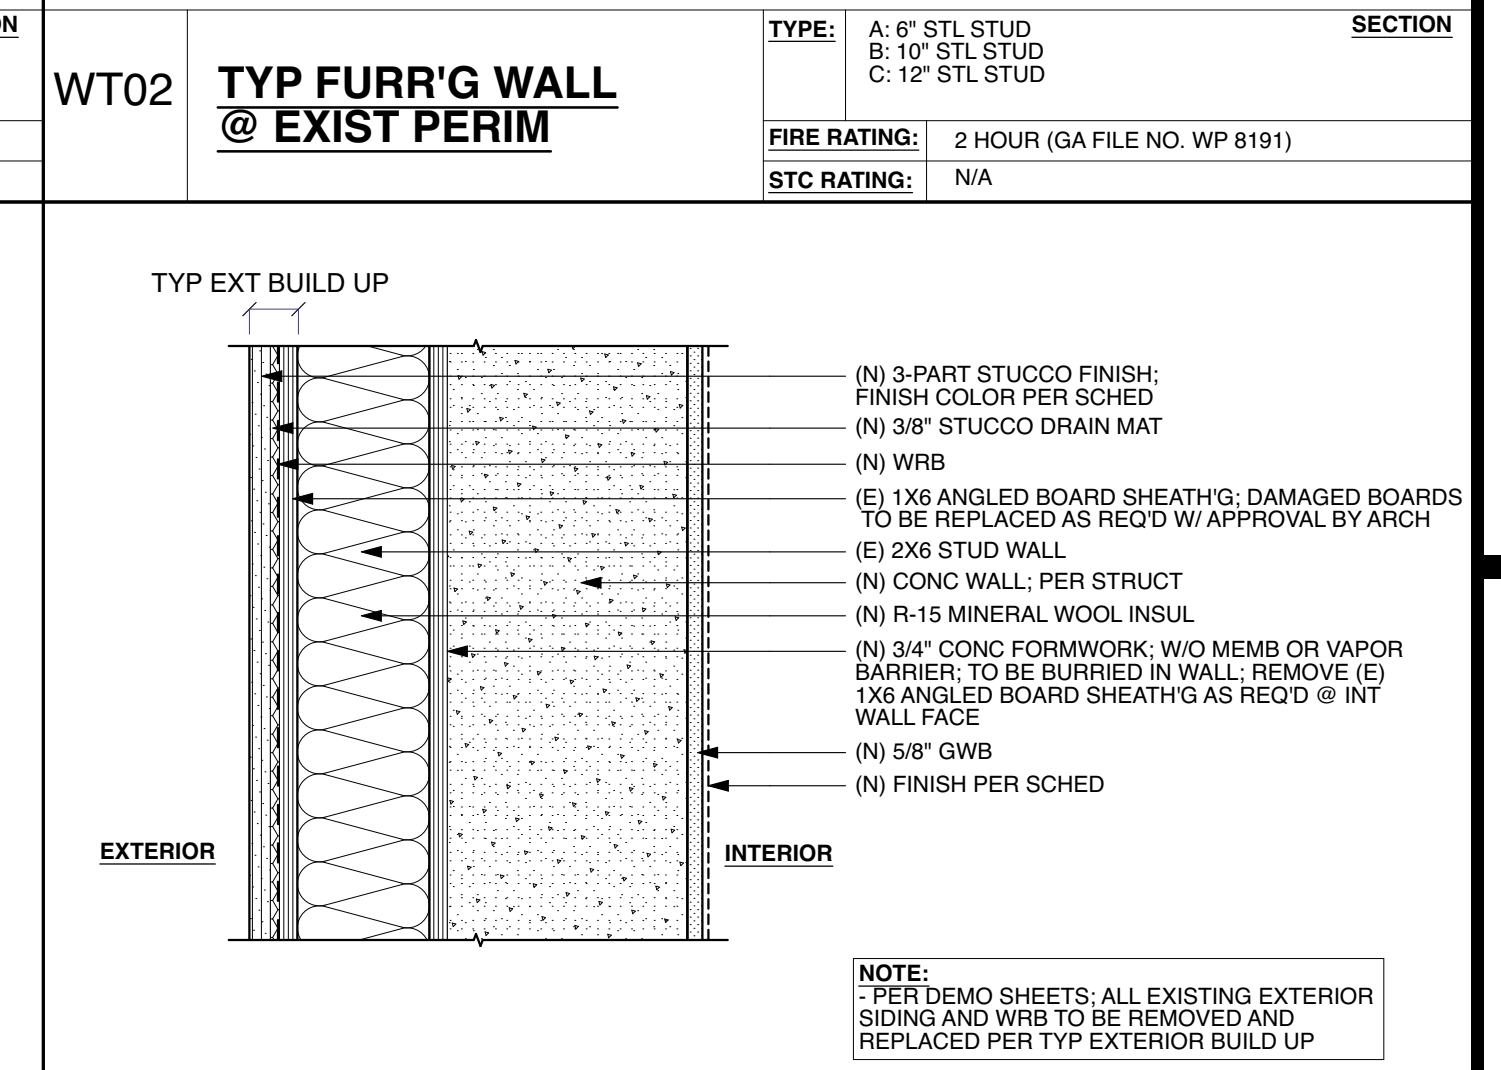 ON
WT02
TYP FURR'G WALL
@ EXIST PERIM
TYPE:
A: 6" STL STUD
B: 10" STL STUD
C: 12" STL STUD
SECTION
FIRE RATING:
2 HOUR (GA FILE NO. WP 8191)
STC RATING:
N/A
TYP EXT BUILD UP
(N) 3-PART STUCCO FINISH;
FINISH COLOR PER SCHED
(N) 3/8" STUCCO DRAIN MAT
(N) WRB
(E) 1X6 ANGLED BOARD SHEATH'G; DAMAGED BOARDS
TO BE REPLACED AS REQ'D W/ APPROVAL BY ARCH
(E) 2X6 STUD WALL
(N) CONC WALL; PER STRUCT
(N) R-15 MINERAL WOOL INSUL
(N) 3/4" CONC FORMWORK; W/O MEMB OR VAPOR
BARRIER; TO BE BURRIED IN WALL; REMOVE (E)
1X6 ANGLED BOARD SHEATH'G AS REQ'D @ INT
WALL FACE
(N) 5/8" GWB
(N) FINISH PER SCHED
EXTERIOR
INTERIOR
NOTE:
- PER DEMO SHEETS; ALL EXISTING EXTERIOR
SIDING AND WRB TO BE REMOVED AND
REPLACED PER TYP EXTERIOR BUILD UP